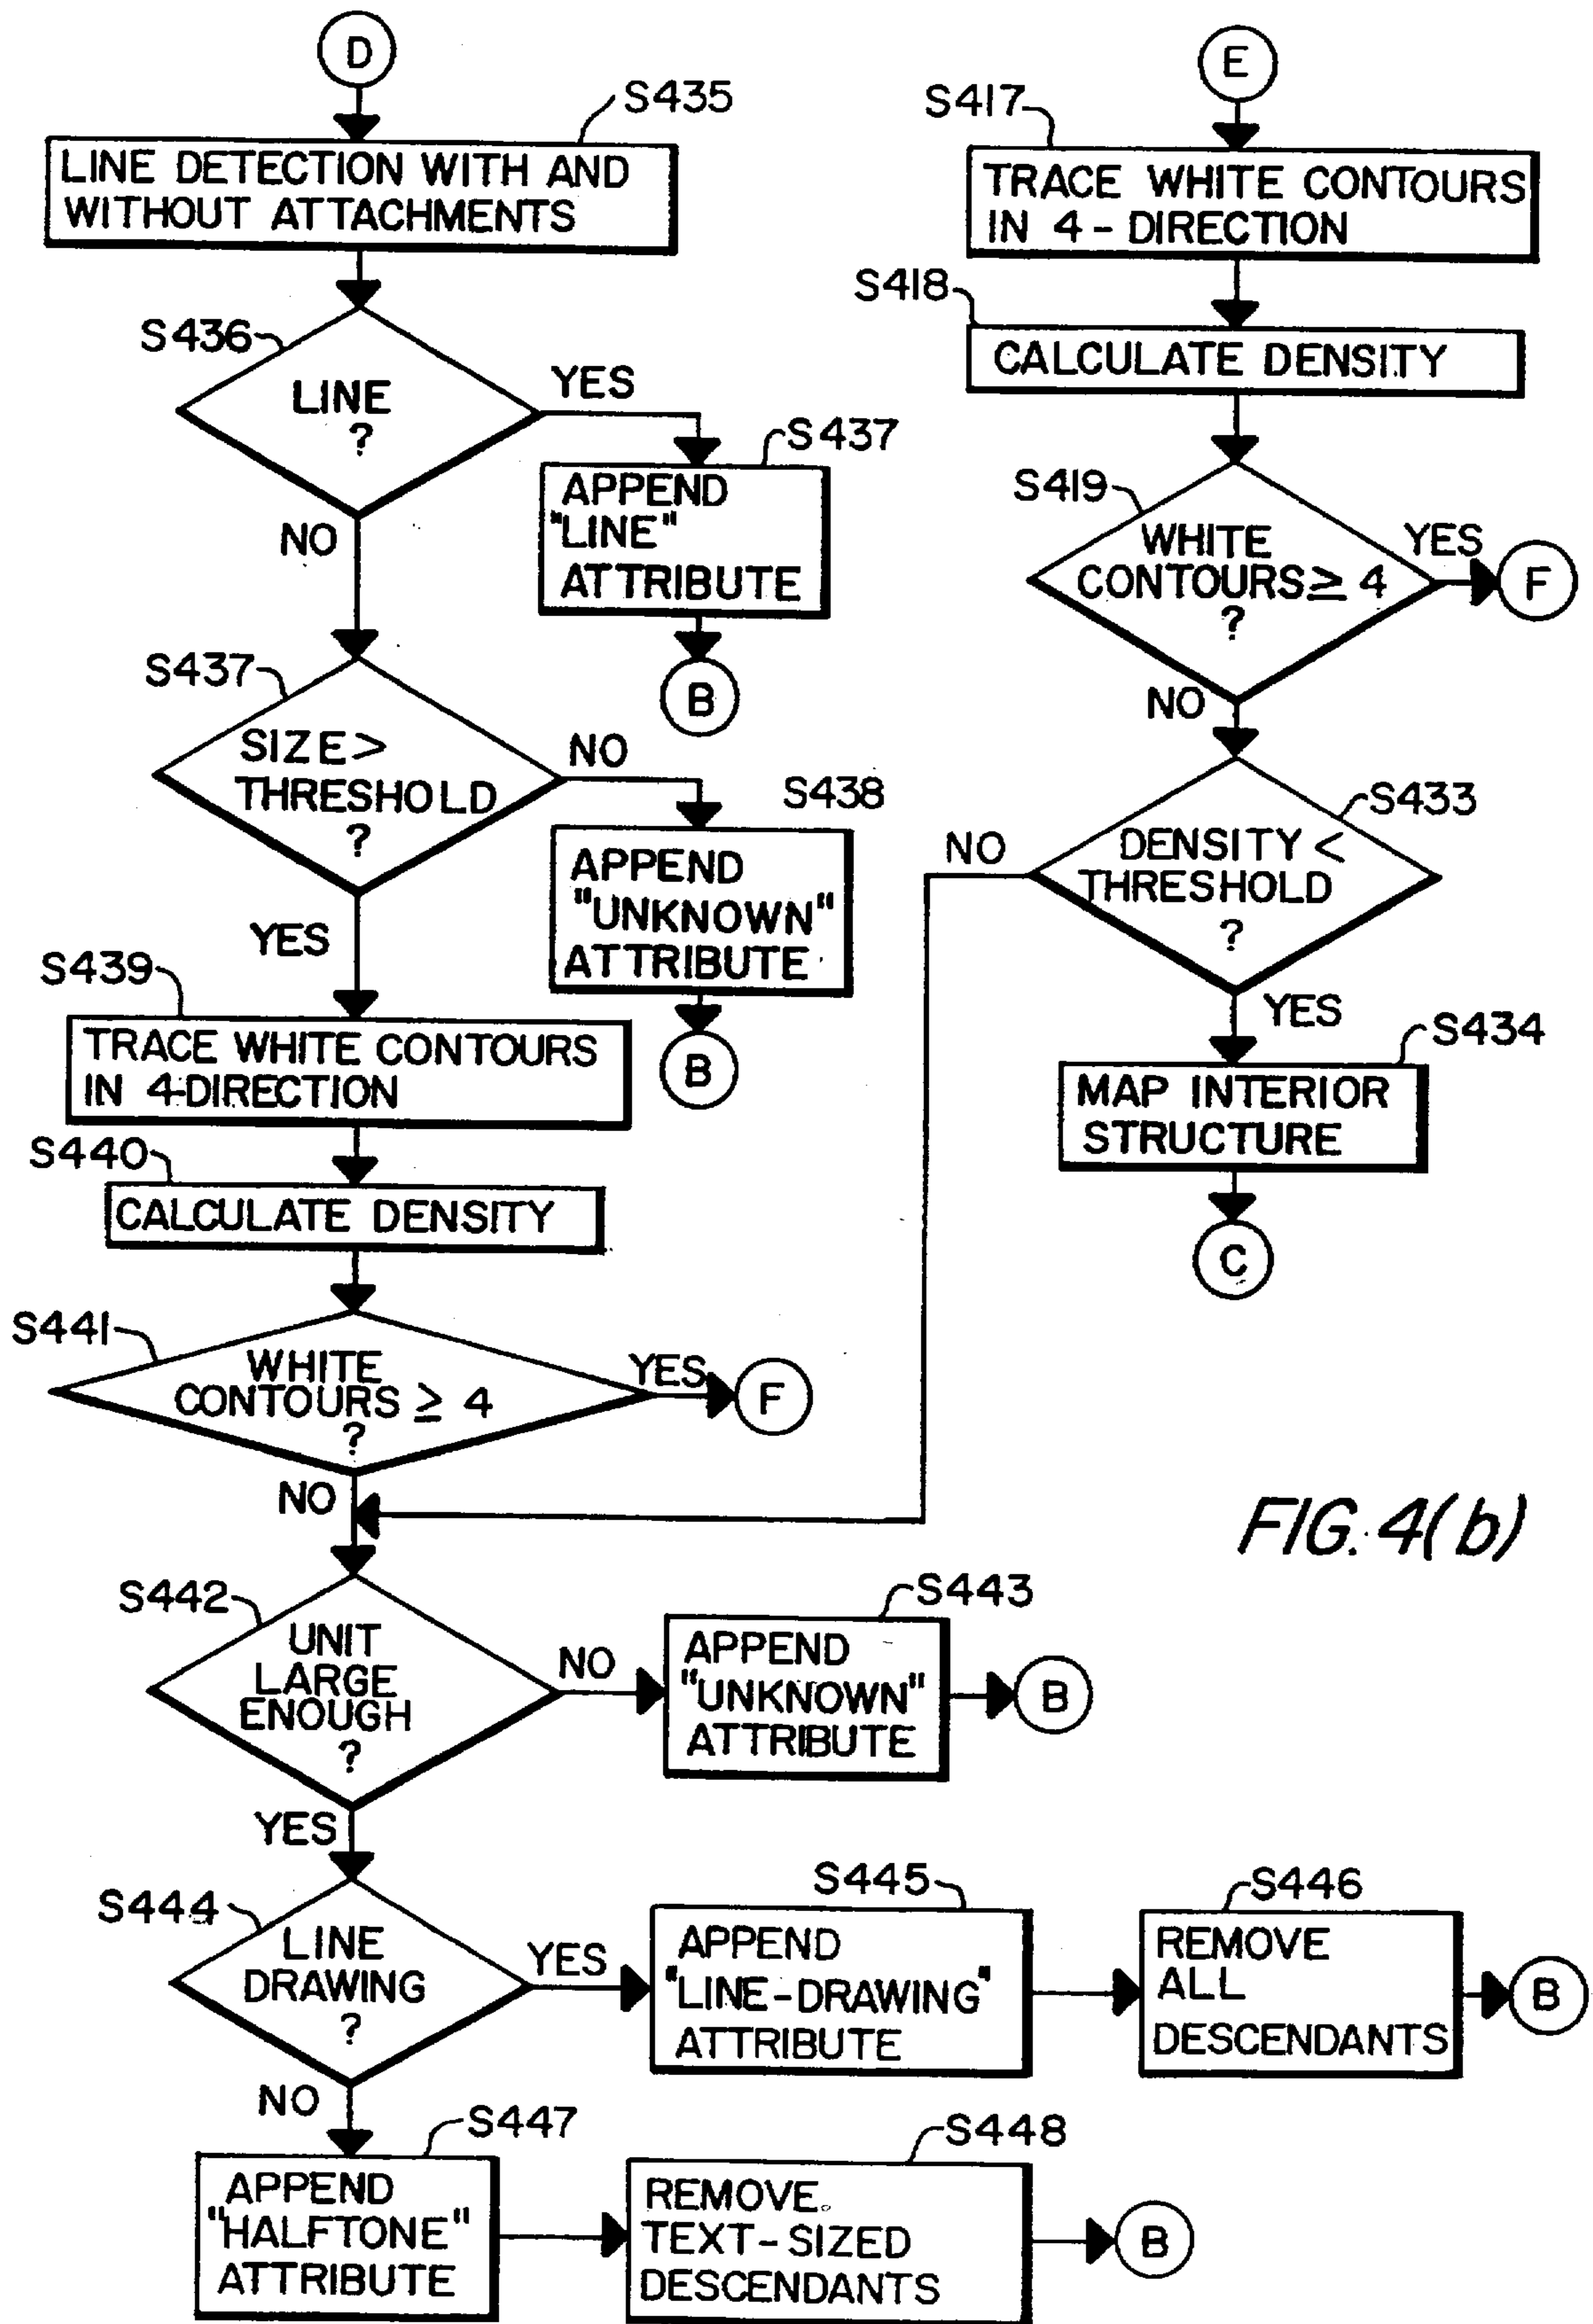 D
S435
LINE DETECTION WITH AND
WITHOUT ATTACHMENTS
S436
LINE
?
YES
NO
S437
APPEND
"LINE"
ATTRIBUTE
B
S437
SIZE >
THRESHOLD
?
NO
YES
S438
APPEND
"UNKNOWN"
ATTRIBUTE
B
S439
TRACE WHITE CONTOURS
IN 4-DIRECTION
S440
CALCULATE DENSITY
S441
WHITE
CONTOURS ≥ 4
?
YES
F
NO
S442
UNIT
LARGE
ENOUGH
?
NO
S443
APPEND
"UNKNOWN"
ATTRIBUTE
B
YES
S444
LINE
DRAWING
?
YES
S445
APPEND
"LINE-DRAWING"
ATTRIBUTE
S446
REMOVE
ALL
DESCENDANTS
B
NO
S447
APPEND
"HALFTONE"
ATTRIBUTE
S448
REMOVE
TEXT-SIZED
DESCENDANTS
B
E
S417
TRACE WHITE CONTOURS
IN 4-DIRECTION
S418
CALCULATE DENSITY
S419
WHITE
CONTOURS ≥ 4
?
YES
F
NO
S433
DENSITY <
THRESHOLD
?
NO
YES
S434
MAP INTERIOR
STRUCTURE
C
FIG. 4(b)